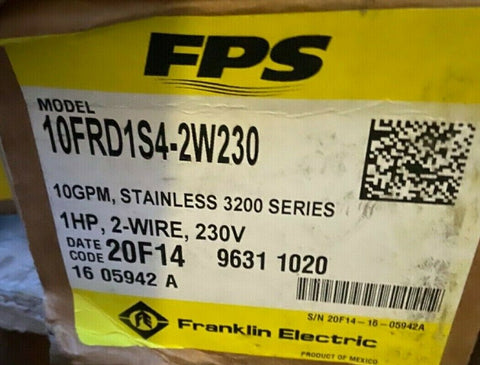 FPS
MODEL
10FRD1S4-2W230
10GPM, STAINLESS 3200 SERIES
1HP, 2-WIRE, 230V
DATE CODE 20F14 9631 1020
16 05942 A
S/N 20F14-16-05942A
FE Franklin Electric
PRODUCT OF MEXICO